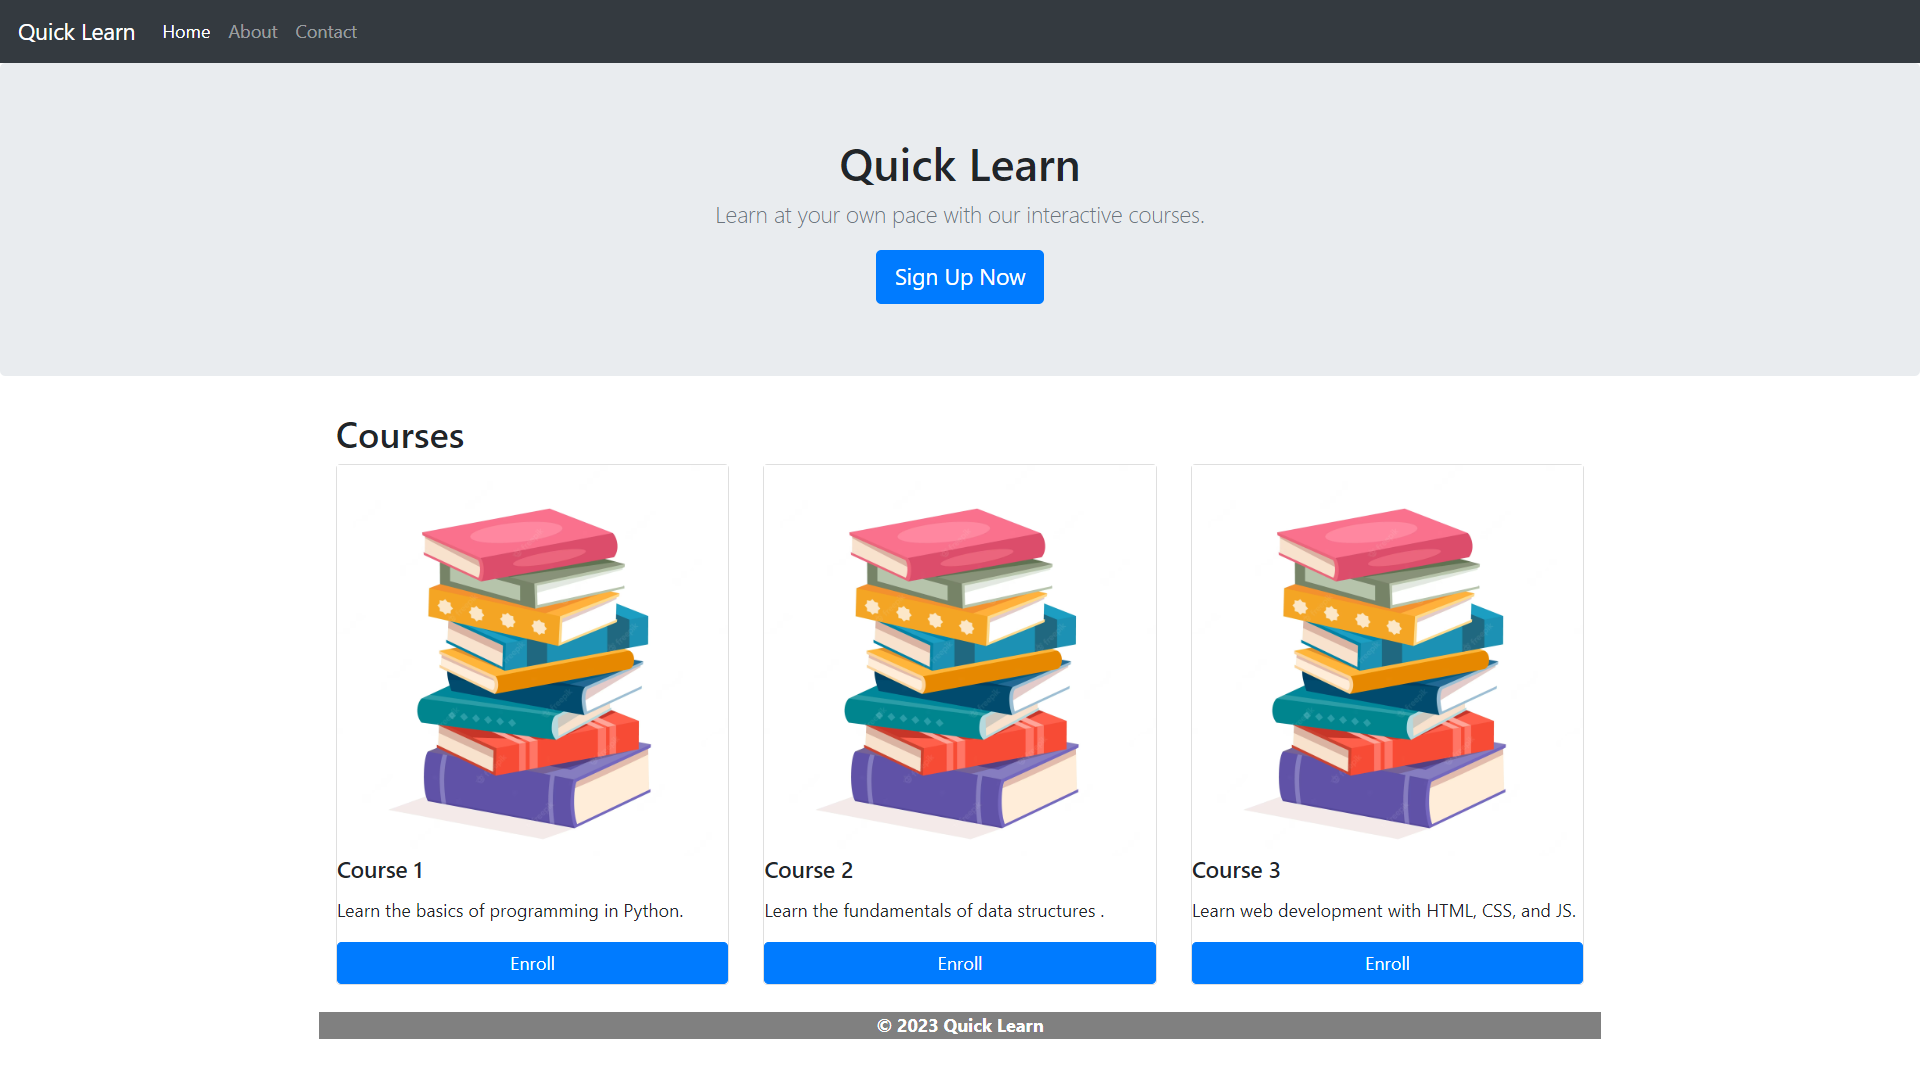 Quick Learn Home About Contact
Quick Learn
Learn at your own pace with our interactive courses.
Sign Up Now
Courses
Course 1
Learn the basics of programming in Python.
Enroll
Course 2
Learn the fundamentals of data structures .
Enroll
Course 3
Learn web development with HTML, CSS, and JS.
Enroll
© 2023 Quick Learn